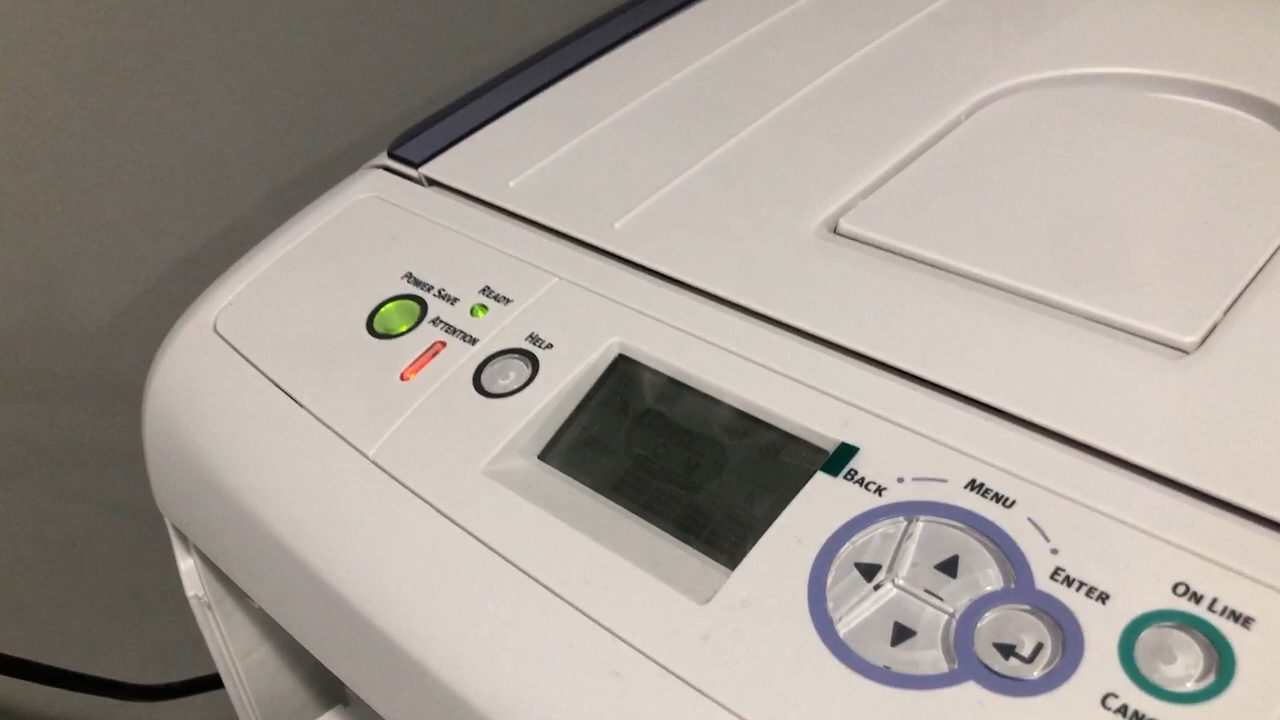 POWER SAVE
READY
ATTENTION
HELP
BACK
MENU
ENTER
ON LINE